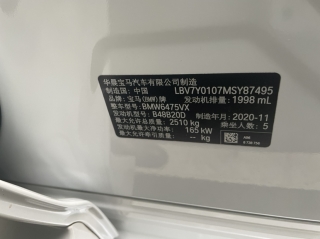 华晨宝马汽车有限公司制造
制造国: 中国 LBV7Y0107MSY87495
品牌: 宝马(BMW)牌 发动机排量: 1998 mL
整车型号: BMW6475VX
发动机型号: B48B20D 制造年月: 2020-11
最大允许总质量: 2510 kg 乘坐人数: 5
发动机最大净功率: 165 kW
最大允许牵引质量: -- kg